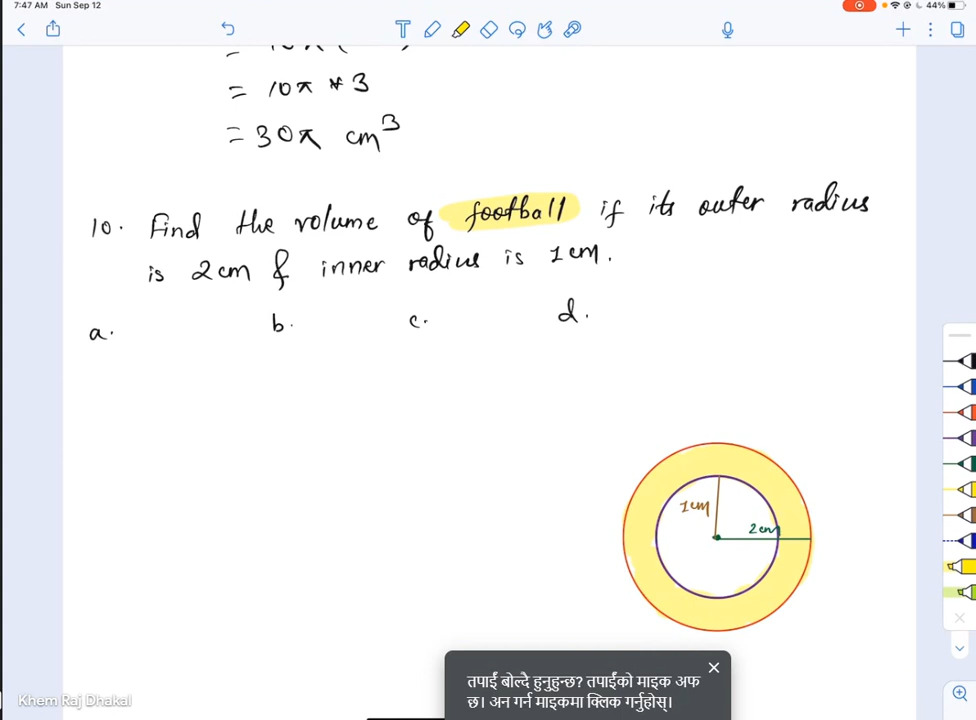 7:47 AM Sun Sep 12
44%
= 10π * 3
= 30π cm³
10. Find the volume of football if its outer radius
is 2cm & inner radius is 1cm.
a. b. c. d.
1cm
2cm
तपाईँ बोल्दै हुनुहुन्छ? तपाईँको माइक अफ
छ। अन गर्न माइकमा क्लिक गर्नुहोस्।
Khem Raj Dhakal